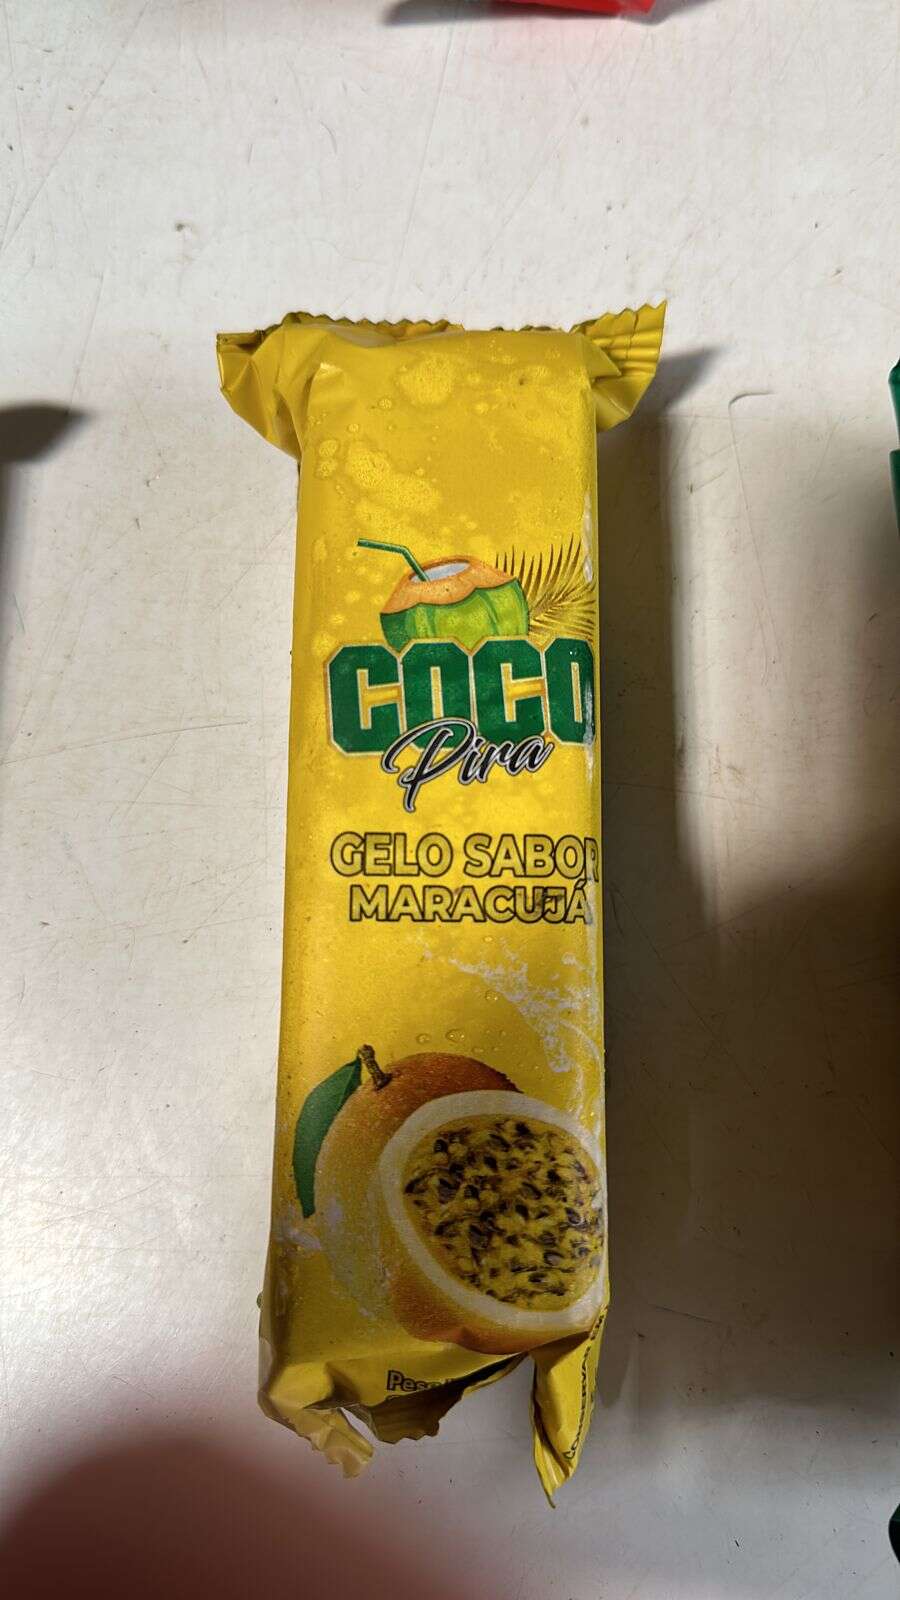 COCO
Pira
GELO SABOR
MARACUJÁ